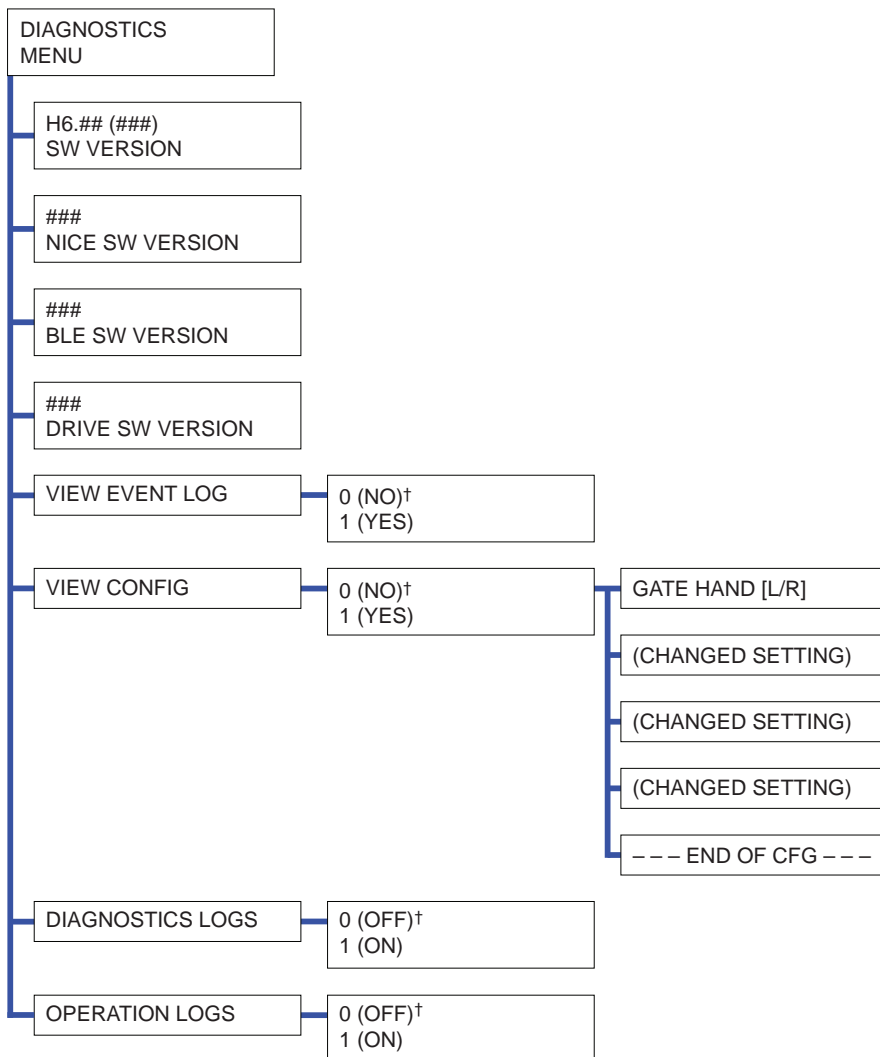 DIAGNOSTICS
MENU
H6.## (###)
SW VERSION
###
NICE SW VERSION
###
BLE SW VERSION
###
DRIVE SW VERSION
VIEW EVENT LOG
0 (NO)†
1 (YES)
VIEW CONFIG
0 (NO)†
1 (YES)
GATE HAND [L/R]
(CHANGED SETTING)
(CHANGED SETTING)
(CHANGED SETTING)
– – – END OF CFG – – –
DIAGNOSTICS LOGS
0 (OFF)†
1 (ON)
OPERATION LOGS
0 (OFF)†
1 (ON)